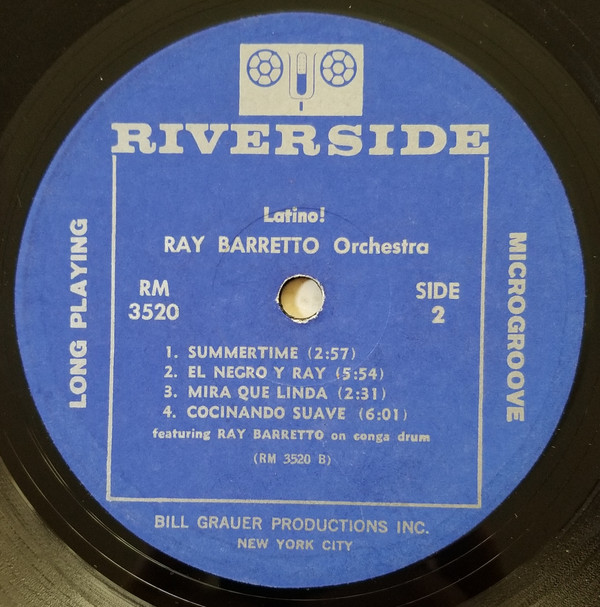 RIVERSIDE
Latino!
RAY BARRETTO Orchestra
RM
3520
SIDE
2
LONG PLAYING
MICROGROOVE
1. SUMMERTIME (2:57)
2. EL NEGRO Y RAY (5:54)
3. MIRA QUE LINDA (2:31)
4. COCINANDO SUAVE (6:01)
featuring RAY BARRETTO on conga drum
(RM 3520 B)
BILL GRAUER PRODUCTIONS INC.
NEW YORK CITY